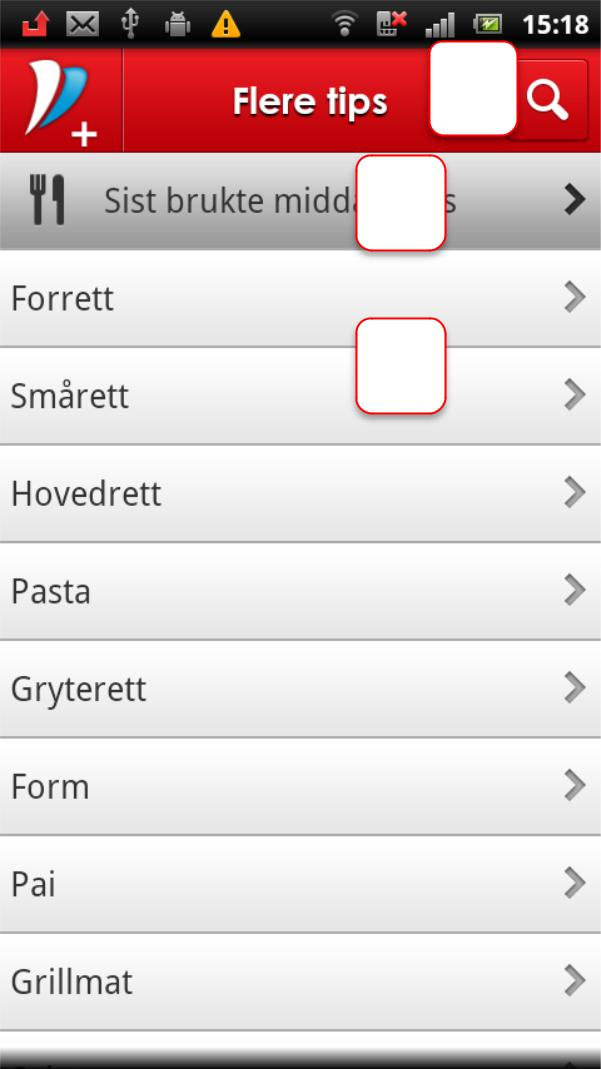 15:18
Flere tips
Sist brukte
Forrett
Smårett
Hovedrett
Pasta
Gryterett
Form
Pai
Grillmat